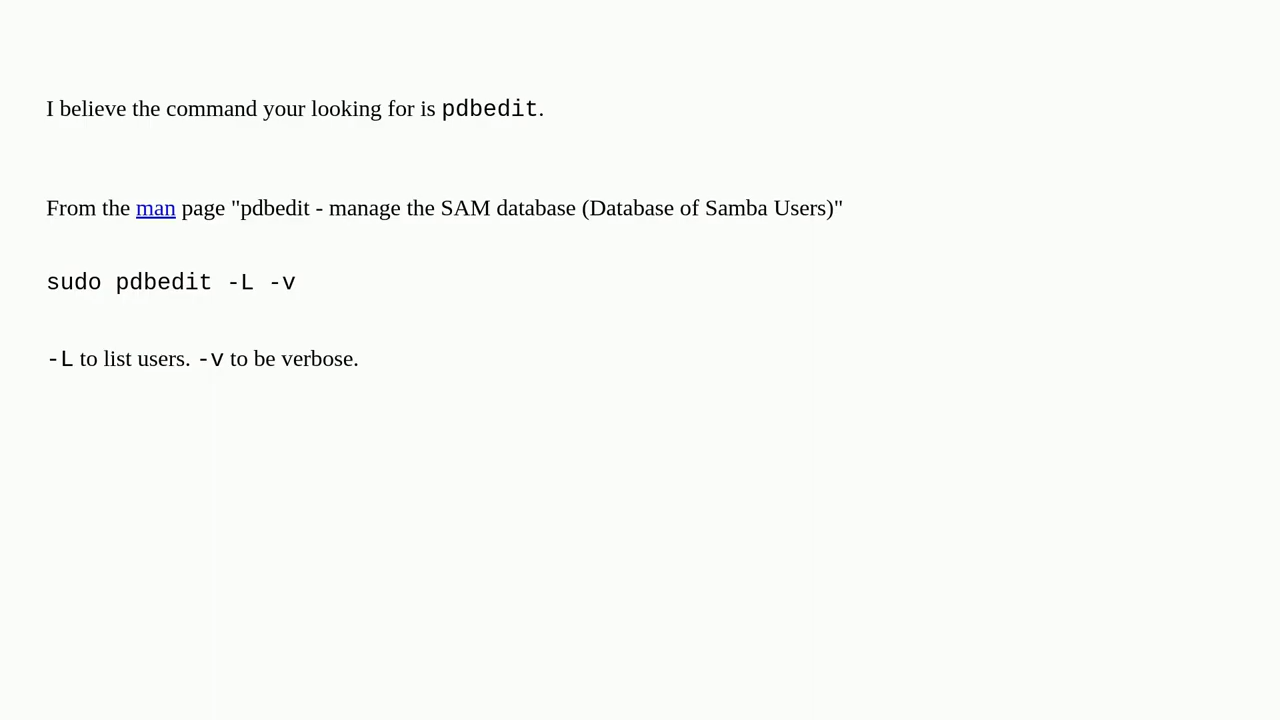 I believe the command your looking for is pdbedit.
From the man page "pdbedit - manage the SAM database (Database of Samba Users)"
sudo pdbedit -L -v
-L to list users. -v to be verbose.